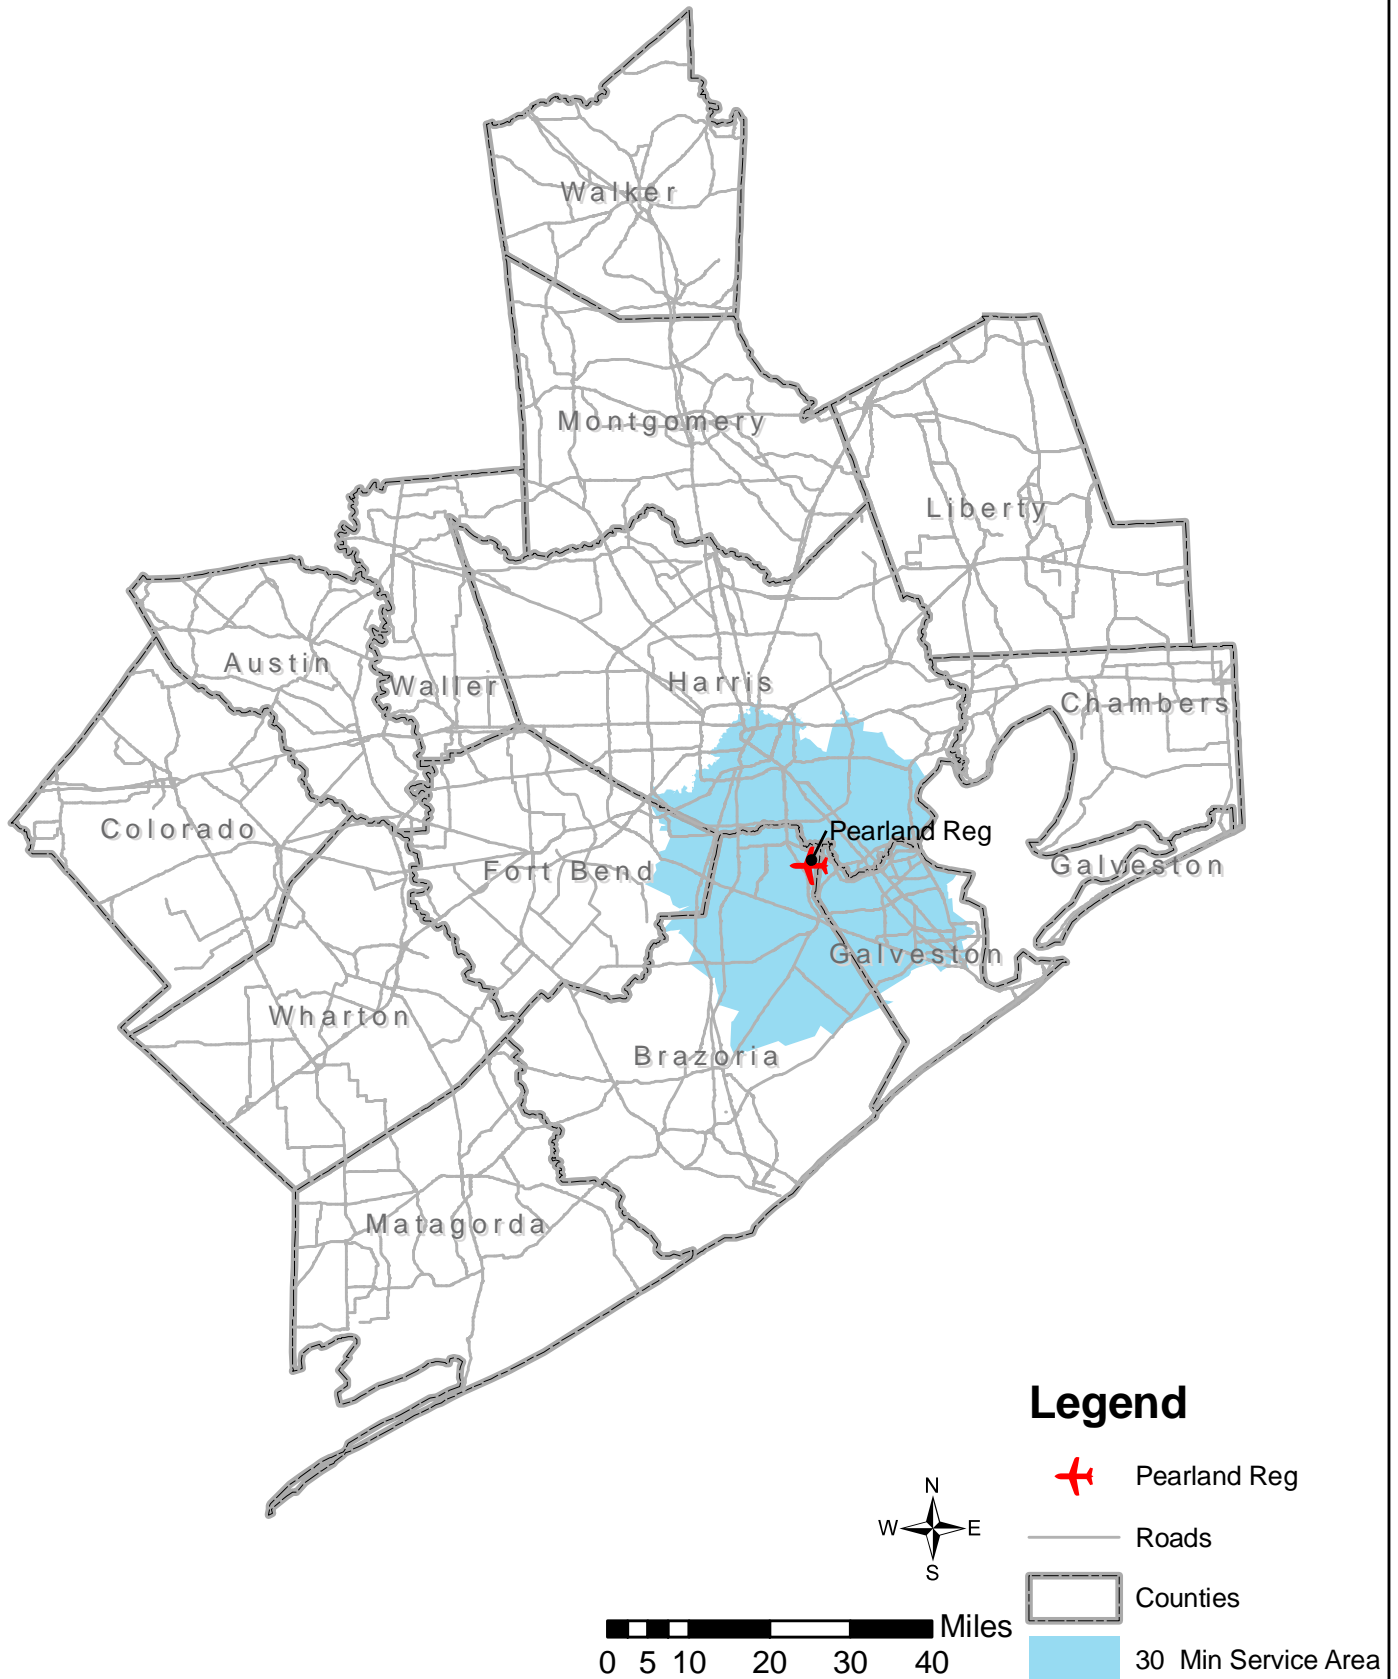 Walker
Montgomery
Liberty
Austin
Waller
Harris
Chambers
Colorado
Pearland Reg
Fort Bend
Galveston
Galveston
Wharton
Brazoria
Matagorda
Legend
Pearland Reg
N
W E
S
Roads
Counties
Miles
0 5 10 20 30 40
30 Min Service Area